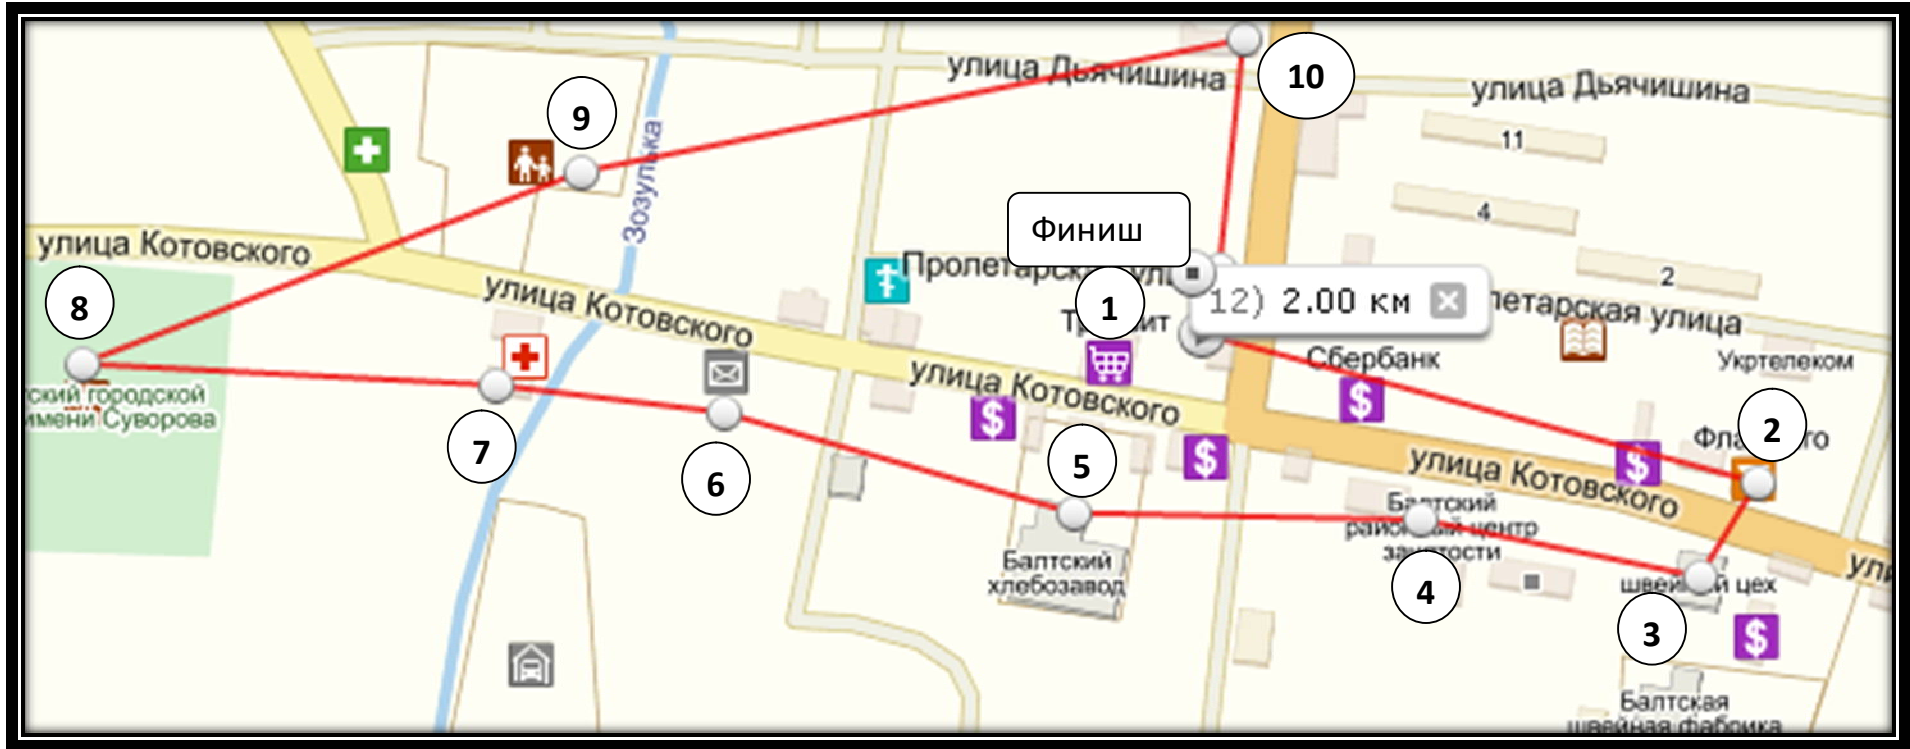 улица Дьячишина
10
улица Дьячишина
9
11
Зозулька
4
Финиш
улица Котовского
2
8
улица Котовского
1
12) 2.00 км
летарская улица
Сбербанк
Укртелеком
улица Котовского
ский городской
имени Суворова
2
7
5
6
улица Котовского
Балтский
Балтский
хлебозавод
4
цех
3
Балтская
швейная фабрика